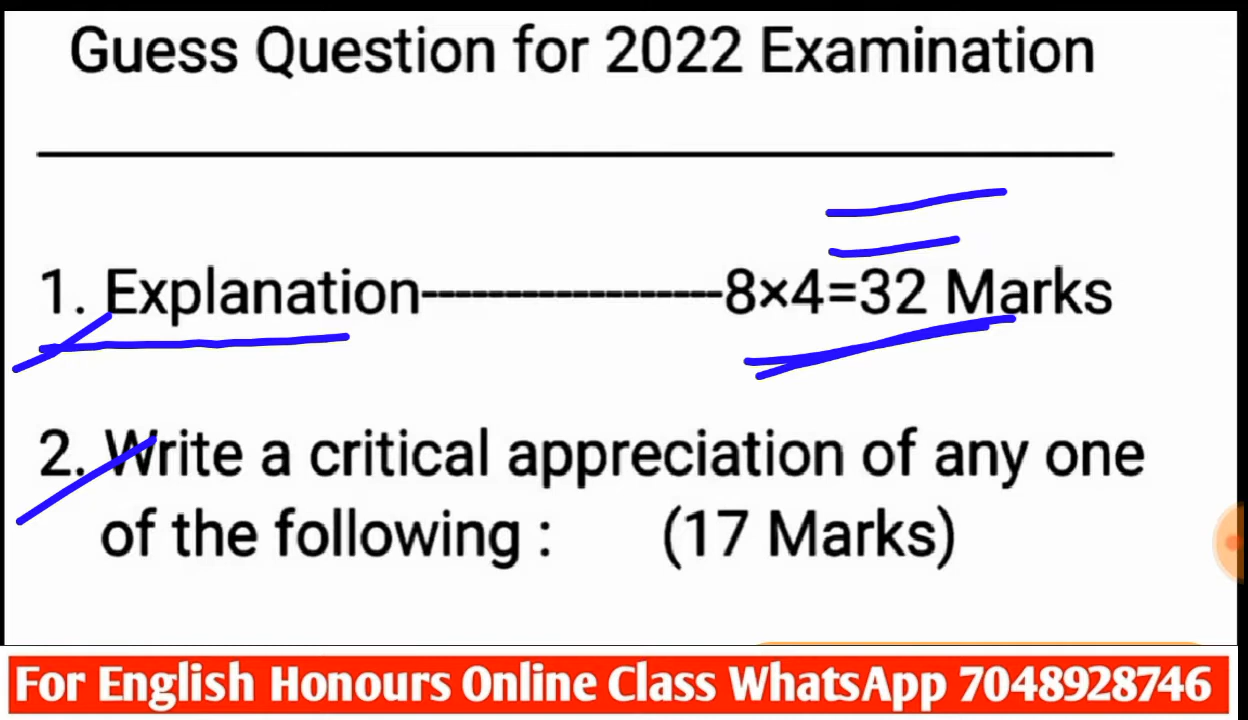 Guess Question for 2022 Examination
1. Explanation------------------8×4=32 Marks
2. Write a critical appreciation of any one
of the following : (17 Marks)
For English Honours Online Class WhatsApp 7048928746